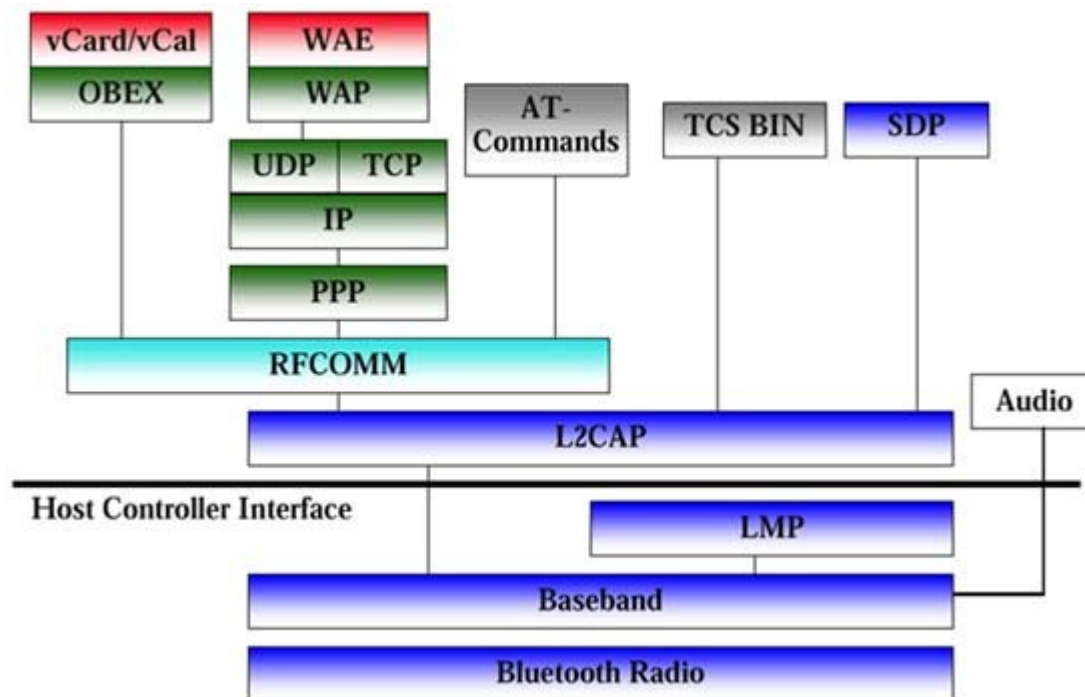 vCard/vCal
OBEX
WAE
WAP
UDP
TCP
IP
PPP
AT-
Commands
TCS BIN
SDP
RFCOMM
Audio
L2CAP
Host Controller Interface
LMP
Baseband
Bluetooth Radio